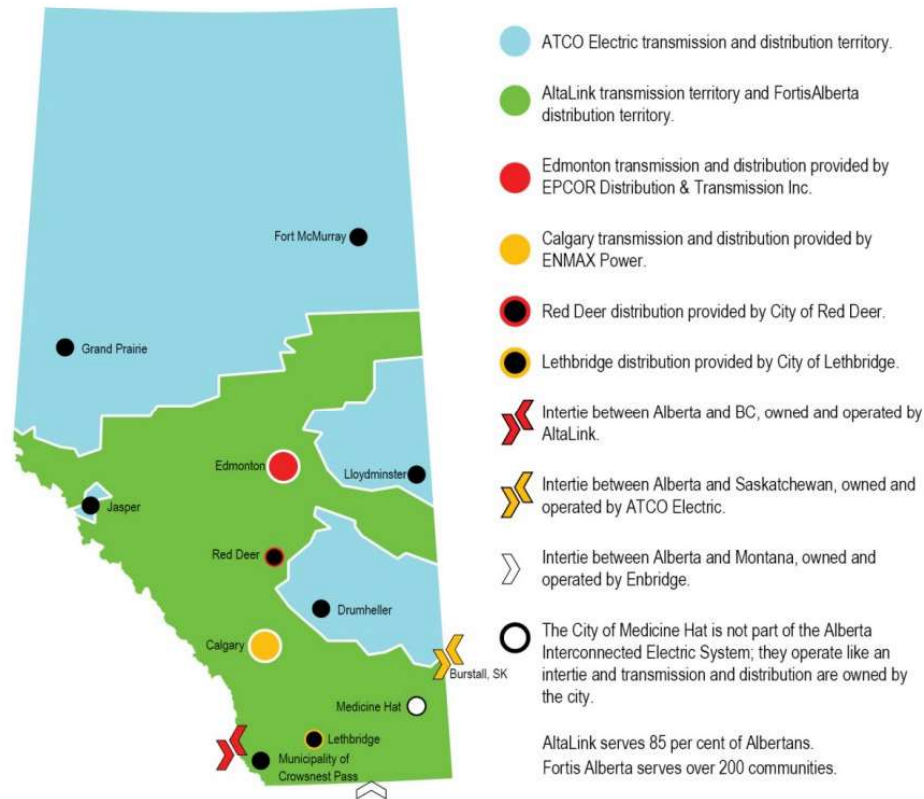 Fort McMurray
Grand Prairie
Edmonton
Lloydminster
Jasper
Red Deer
Drumheller
Calgary
Burstall, SK
Medicine Hat
Lethbridge
Municipality of
Crowsnest Pass
ATCO Electric transmission and distribution territory.
AltaLink transmission territory and FortisAlberta
distribution territory.
Edmonton transmission and distribution provided by
EPCOR Distribution & Transmission Inc.
Calgary transmission and distribution provided by
ENMAX Power.
Red Deer distribution provided by City of Red Deer.
Lethbridge distribution provided by City of Lethbridge.
Intertie between Alberta and BC, owned and operated by
AltaLink.
Intertie between Alberta and Saskatchewan, owned and
operated by ATCO Electric.
Intertie between Alberta and Montana, owned and
operated by Enbridge.
The City of Medicine Hat is not part of the Alberta
Interconnected Electric System; they operate like an
intertie and transmission and distribution are owned by
the city.
AltaLink serves 85 per cent of Albertans.
Fortis Alberta serves over 200 communities.